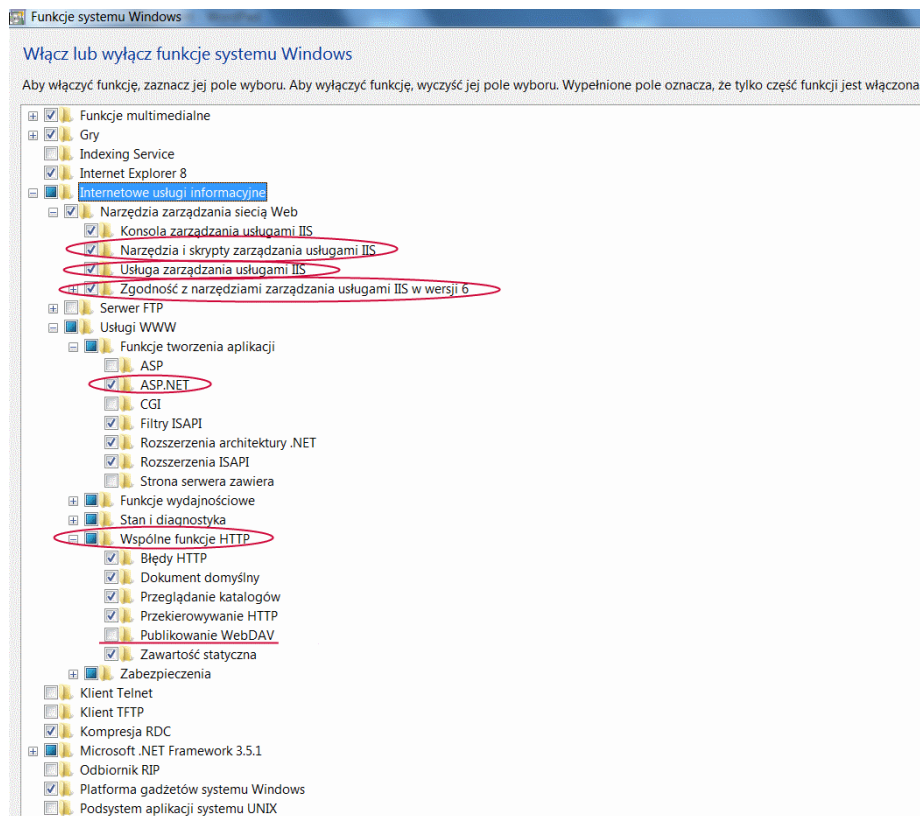 Funkcje systemu Windows
Włącz lub wyłącz funkcje systemu Windows
Aby włączyć funkcję, zaznacz jej pole wyboru. Aby wyłączyć funkcję, wyczyść jej pole wyboru. Wypełnione pole oznacza, że tylko część funkcji jest włączona
Funkcje multimedialne
Gry
Indexing Service
Internet Explorer 8
Internetowe usługi informacyjne
Narzędzia zarządzania siecią Web
Konsola zarządzania usługami IIS
Narzędzia i skrypty zarządzania usługami IIS
Usługa zarządzania usługami IIS
Zgodność z narzędziami zarządzania usługami IIS w wersji 6
Serwer FTP
Usługi WWW
Funkcje tworzenia aplikacji
ASP
ASP.NET
CGI
Filtry ISAPI
Rozszerzenia architektury .NET
Rozszerzenia ISAPI
Strona serwera zawiera
Funkcje wydajnościowe
Stan i diagnostyka
Wspólne funkcje HTTP
Błędy HTTP
Dokument domyślny
Przeglądanie katalogów
Przekierowywanie HTTP
Publikowanie WebDAV
Zawartość statyczna
Zabezpieczenia
Klient Telnet
Klient TFTP
Kompresja RDC
Microsoft .NET Framework 3.5.1
Odbiornik RIP
Platforma gadżetów systemu Windows
Podsystem aplikacji systemu UNIX